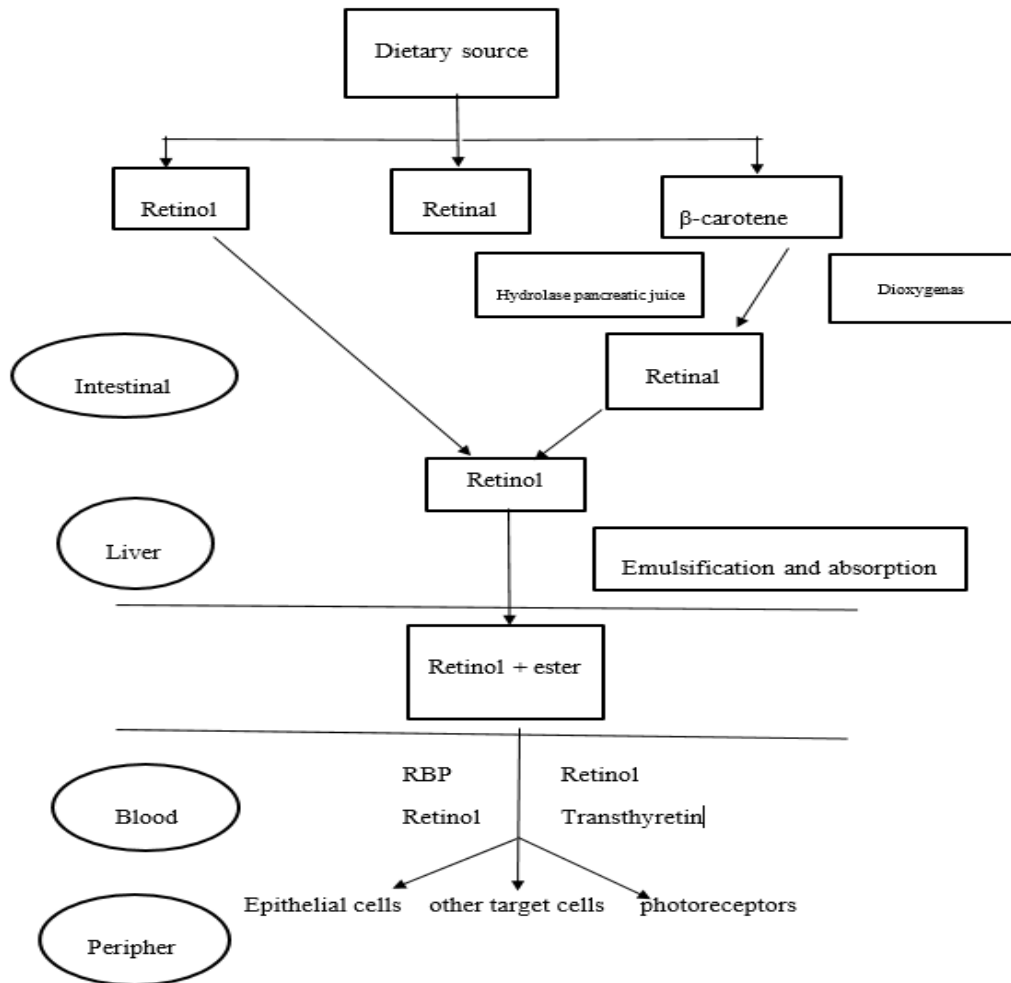 Dietary source
Retinol
Retinal
β-carotene
Hydrolase pancreatic juice
Dioxygenas
Intestinal
Retinal
Retinol
Liver
Emulsification and absorption
Retinol + ester
RBP Retinol
Blood
Retinol Transthyretin
Epithelial cells other target cells photoreceptors
Peripher